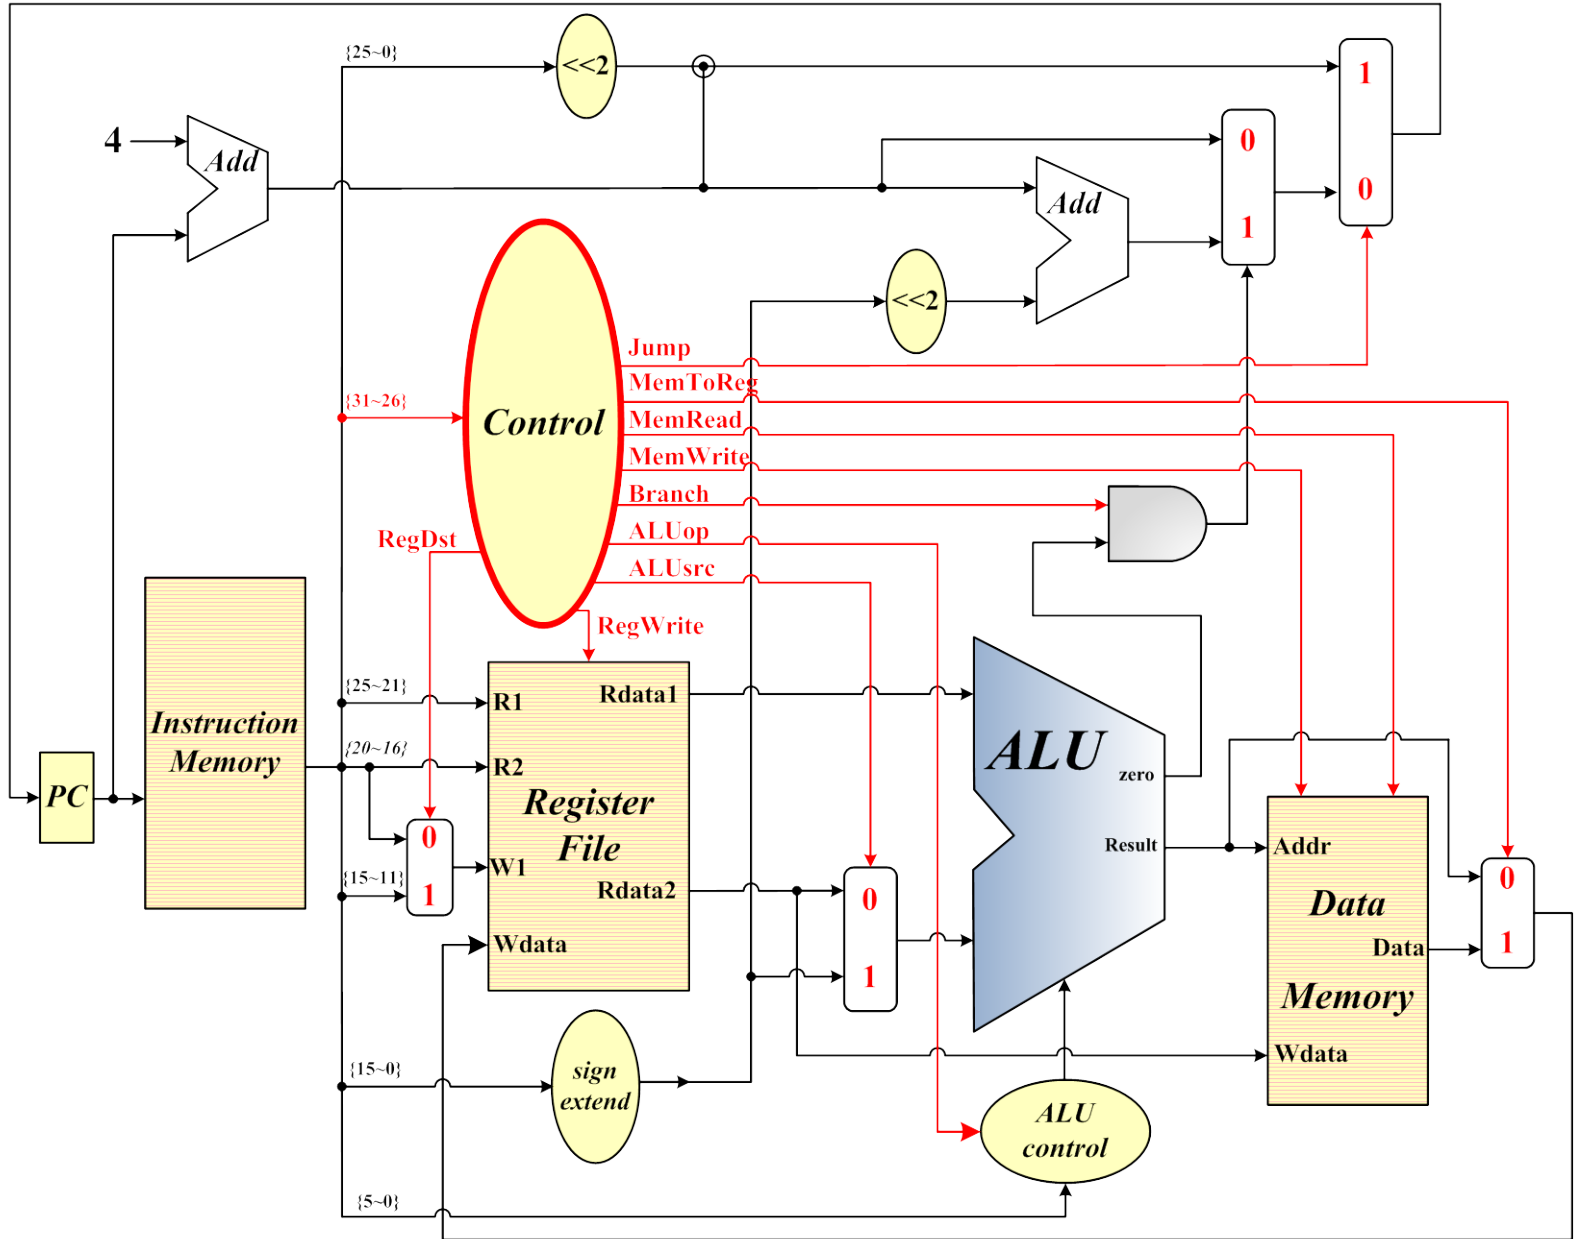 {25~0}
<<2
1
4
Add
0
Add
0
1
<<2
Jump
MemToReg
{31~26}
Control
MemRead
MemWrite
Branch
RegDst
ALUop
ALUsrc
RegWrite
{25~21}
R1
Rdata1
Instruction
Memory
{20~16}
R2
ALU
zero
PC
Register
File
0
W1
Result
Addr
{15~11}
1
Rdata2
0
0
Data
Wdata
1
Data
1
Memory
{15~0}
sign
extend
Wdata
ALU
control
{5~0}